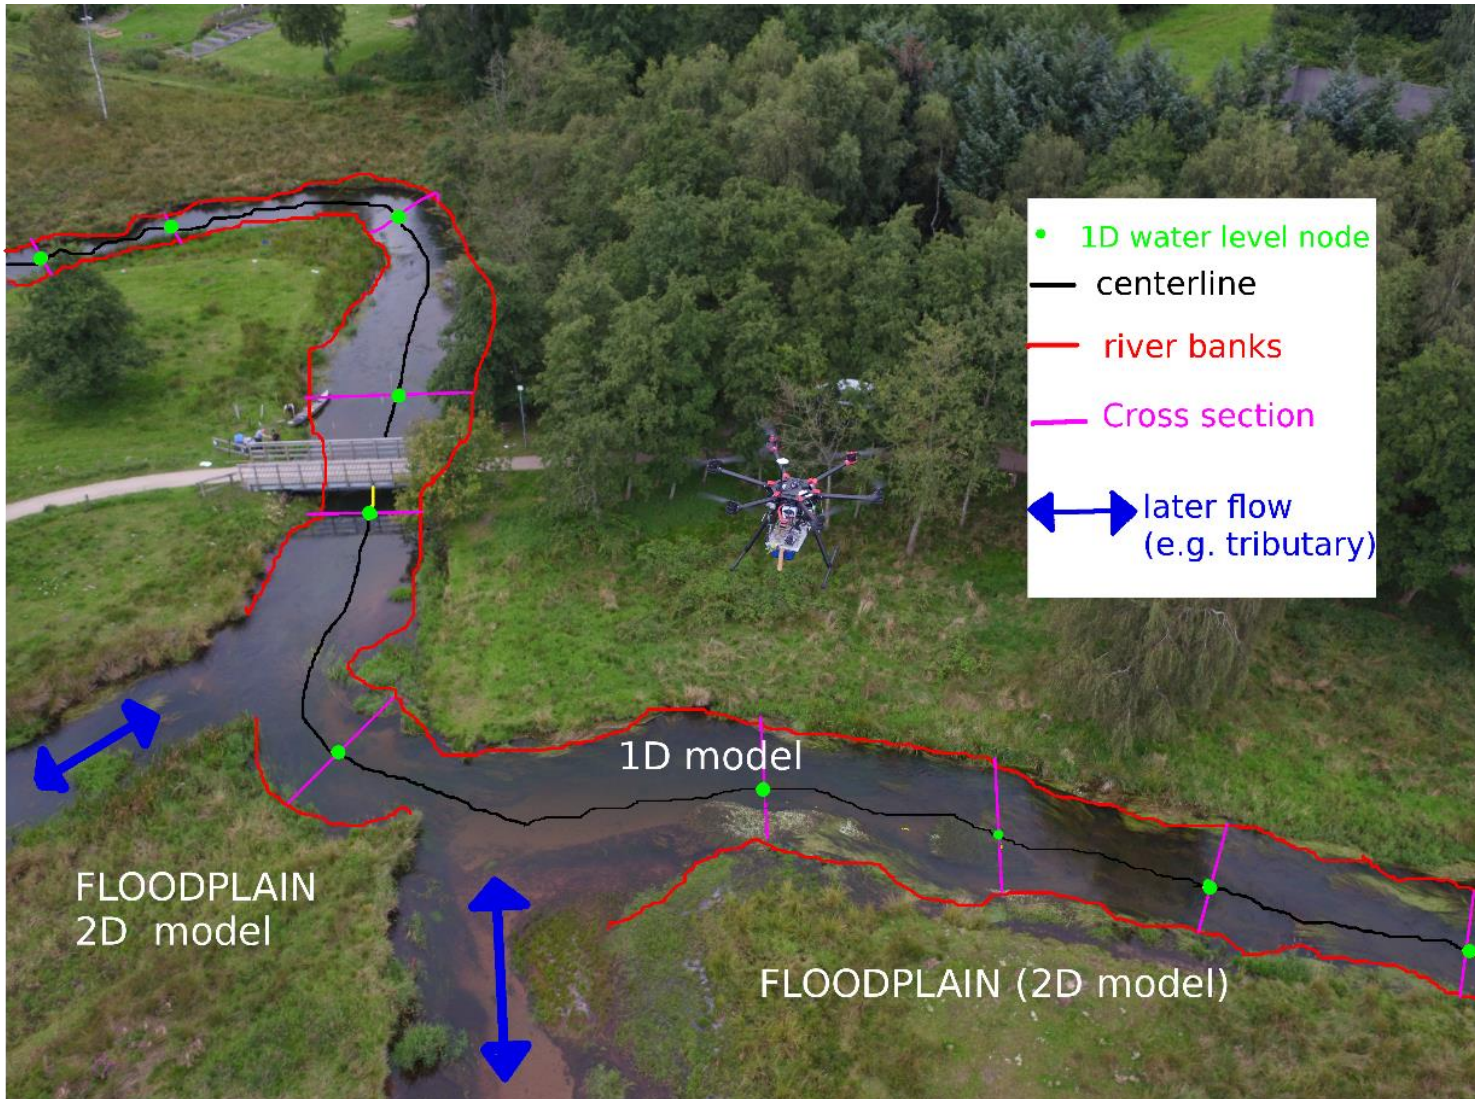 1D water level node
centerline
river banks
Cross section
later flow
(e.g. tributary)
1D model
FLOODPLAIN
2D  model
FLOODPLAIN (2D model)